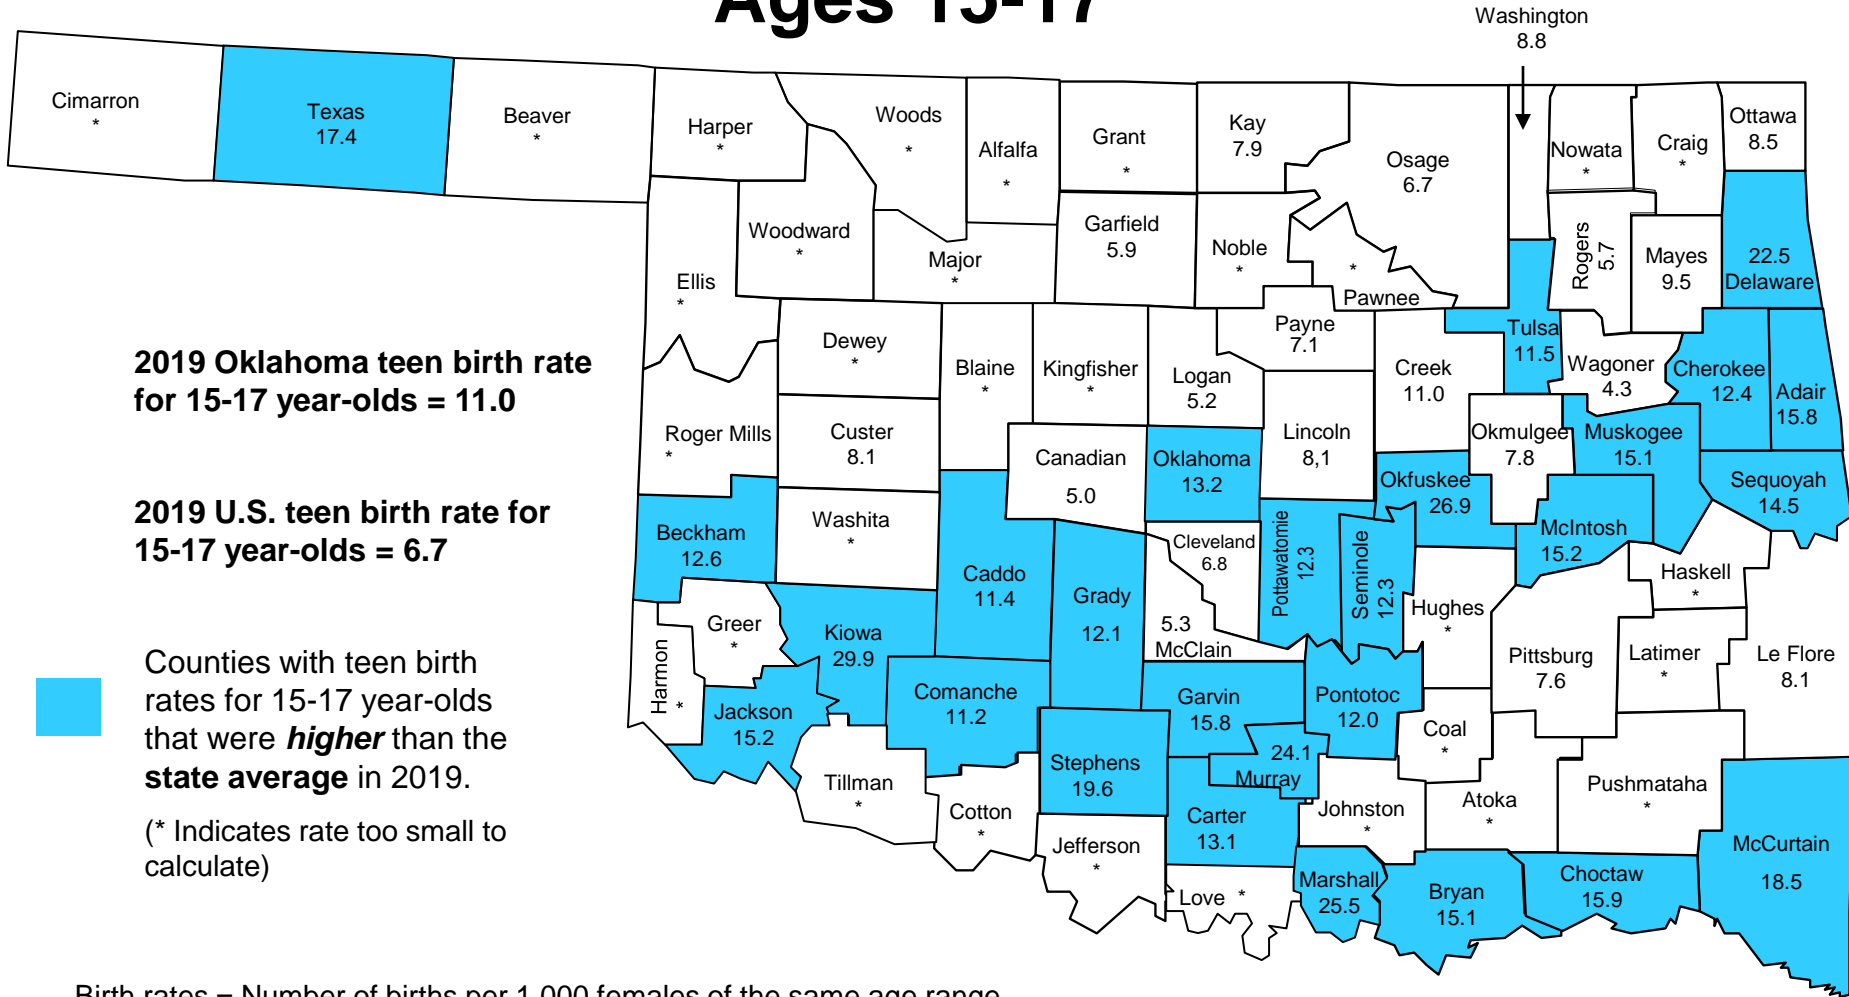 Ages 15-17
Washington
8.8
Cimarron
*
Texas
17.4
Beaver
*
Harper
*
Woods
*
Alfalfa
*
Grant
*
Kay
7.9
Osage
6.7
Nowata
*
Craig
*
Ottawa
8.5
Ellis
*
Woodward
*
Major
*
Garfield
5.9
Noble
*
*
Pawnee
Rogers
5.7
Mayes
9.5
22.5
Delaware
2019 Oklahoma teen birth rate
for 15-17 year-olds = 11.0
Dewey
*
Blaine
*
Kingfisher
*
Logan
5.2
Payne
7.1
Creek
11.0
Tulsa
11.5
Wagoner
4.3
Cherokee
12.4
Adair
15.8
Roger Mills
*
Custer
8.1
Canadian
5.0
Oklahoma
13.2
Lincoln
8,1
Okmulgee
7.8
Muskogee
15.1
Okfuskee
26.9
Sequoyah
14.5
2019 U.S. teen birth rate for
15-17 year-olds = 6.7
Beckham
12.6
Washita
*
Caddo
11.4
Grady
12.1
Cleveland
6.8
5.3
McClain
Pottawatomie
12.3
Seminole
12.3
McIntosh
15.2
Hughes
*
Haskell
*
Counties with teen birth
rates for 15-17 year-olds
that were higher than the
state average in 2019.
(* Indicates rate too small to
calculate)
Harmon
*
Greer
*
Kiowa
29.9
Jackson
15.2
Comanche
11.2
Garvin
15.8
Pontotoc
12.0
Pittsburg
7.6
Latimer
*
Le Flore
8.1
Coal
*
Tillman
*
Cotton
*
Stephens
19.6
24.1
Murray
Carter
13.1
Johnston
*
Atoka
*
Pushmataha
*
Jefferson
*
Love *
Marshall
25.5
Bryan
15.1
Choctaw
15.9
McCurtain
18.5
Birth rates = Number of births per 1,000 females of the same age range